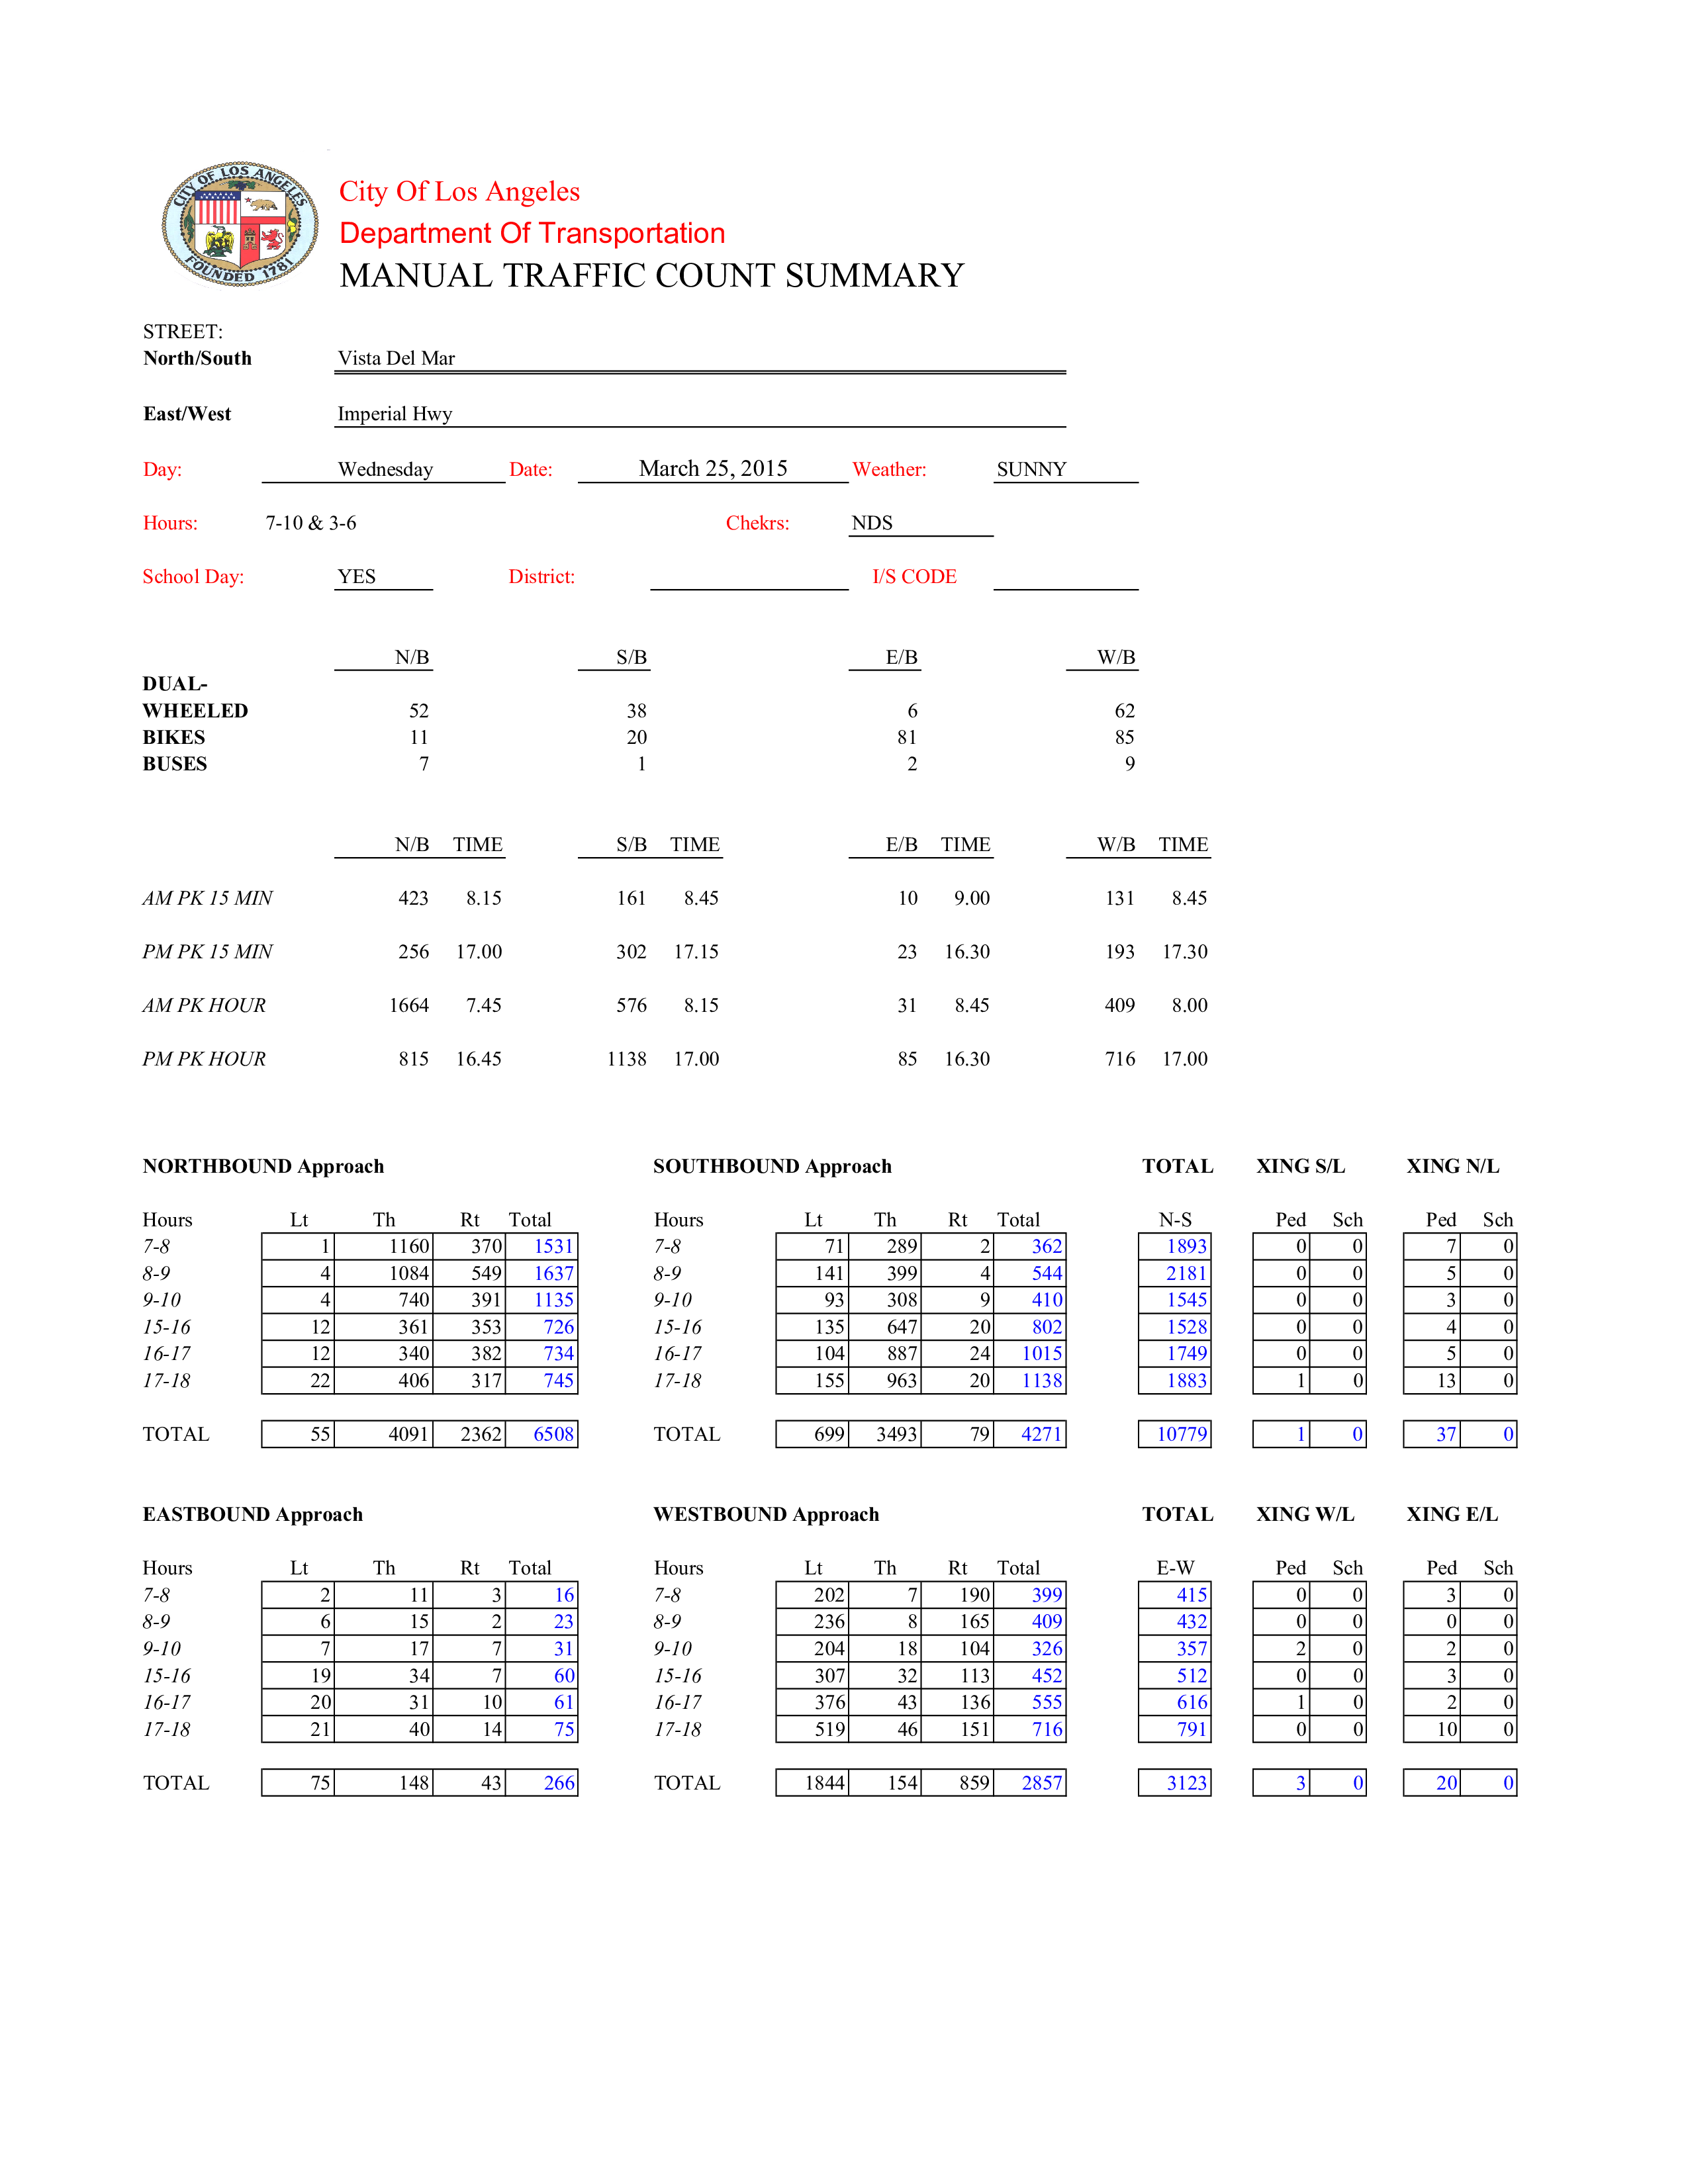 CITY OF LOS ANGELES
FOUNDED 1781
City Of Los Angeles
Department Of Transportation
MANUAL TRAFFIC COUNT SUMMARY
STREET:
North/South Vista Del Mar
East/West Imperial Hwy
Day: Wednesday Date: March 25, 2015 Weather: SUNNY
Hours: 7-10 & 3-6 Chekrs: NDS
School Day: YES District: I/S CODE
N/B S/B E/B W/B
DUAL-
WHEELED 52 38 6 62
BIKES 11 20 81 85
BUSES 7 1 2 9
N/B TIME S/B TIME E/B TIME W/B TIME
AM PK 15 MIN 423 8.15 161 8.45 10 9.00 131 8.45
PM PK 15 MIN 256 17.00 302 17.15 23 16.30 193 17.30
AM PK HOUR 1664 7.45 576 8.15 31 8.45 409 8.00
PM PK HOUR 815 16.45 1138 17.00 85 16.30 716 17.00
NORTHBOUND Approach SOUTHBOUND Approach TOTAL XING S/L XING N/L
Hours Lt Th Rt Total Hours Lt Th Rt Total N-S Ped Sch Ped Sch
7-8 1 1160 370 1531 7-8 71 289 2 362 1893 0 0 7 0
8-9 4 1084 549 1637 8-9 141 399 4 544 2181 0 0 5 0
9-10 4 740 391 1135 9-10 93 308 9 410 1545 0 0 3 0
15-16 12 361 353 726 15-16 135 647 20 802 1528 0 0 4 0
16-17 12 340 382 734 16-17 104 887 24 1015 1749 0 0 5 0
17-18 22 406 317 745 17-18 155 963 20 1138 1883 1 0 13 0
TOTAL 55 4091 2362 6508 TOTAL 699 3493 79 4271 10779 1 0 37 0
EASTBOUND Approach WESTBOUND Approach TOTAL XING W/L XING E/L
Hours Lt Th Rt Total Hours Lt Th Rt Total E-W Ped Sch Ped Sch
7-8 2 11 3 16 7-8 202 7 190 399 415 0 0 3 0
8-9 6 15 2 23 8-9 236 8 165 409 432 0 0 0 0
9-10 7 17 7 31 9-10 204 18 104 326 357 2 0 2 0
15-16 19 34 7 60 15-16 307 32 113 452 512 0 0 3 0
16-17 20 31 10 61 16-17 376 43 136 555 616 1 0 2 0
17-18 21 40 14 75 17-18 519 46 151 716 791 0 0 10 0
TOTAL 75 148 43 266 TOTAL 1844 154 859 2857 3123 3 0 20 0